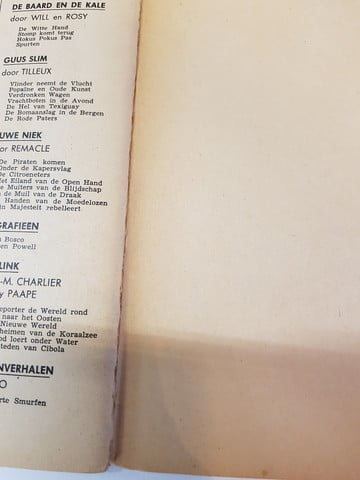 DE BAARD EN DE KALE
door WILL en ROSY
De Witte Hand
Stomp komt terug
Hokus Pokus Pas
Spurten
GUUS SLIM
door TILLEUX
Vlinder neemt de Vlucht
Popaïne en Oude Kunst
Verdronken Wagen
Vrachtboten in de Avond
De Hel van Texiguay
De Bomaanslag in de Bergen
De Rode Paters
UWE NIEK
or REMACLE
De Piraten komen
Onder de Kapersvlag
De Citroeneters
Het Eiland van de Open Hand
e Muiters van de Blijdschap
n de Muil van de Draak
Handen van de Moedelozen
in Majesteit rebelleert
GRAFIEEN
n Bosco
en Powell
LINK
-M. CHARLIER
y PAAPE
eporter de Wereld rond
naar het Oosten
Nieuwe Wereld
heimen van de Koraalzee
od loert onder Water
teden van Cibola
NVERHALEN
O
rte Smurfen